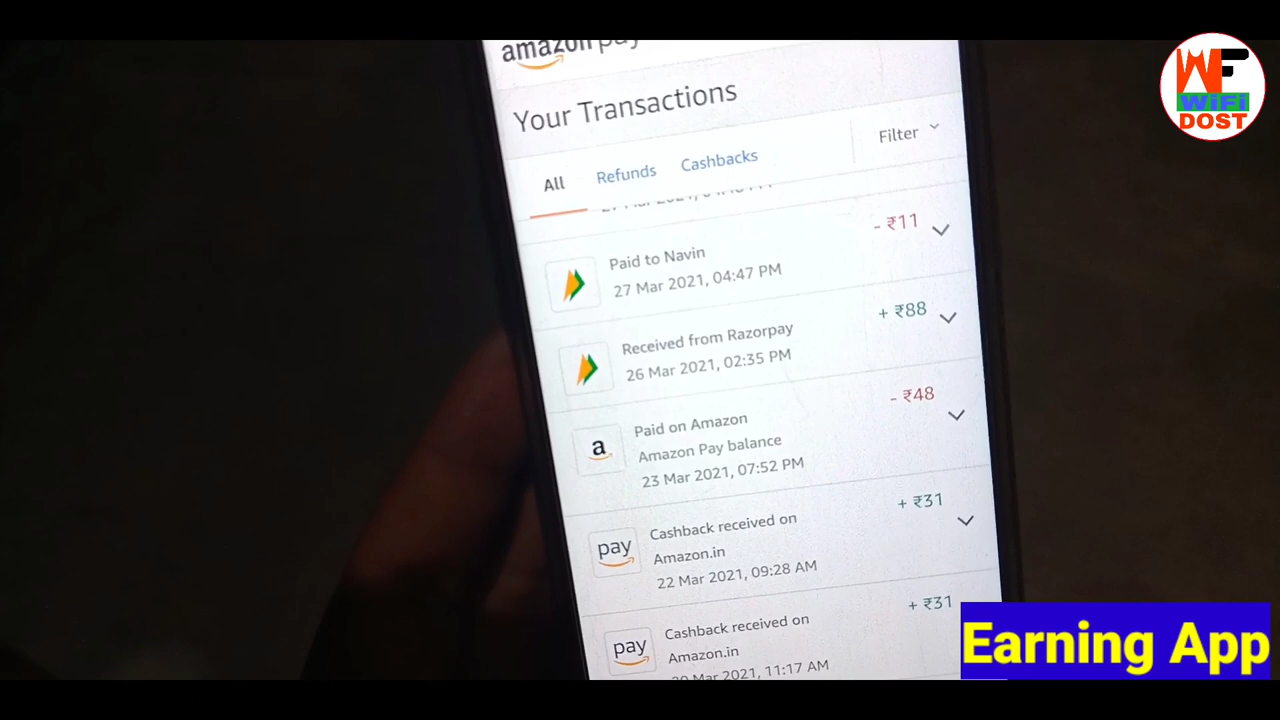 amazon pay
Your Transactions
All Refunds Cashbacks Filter
Paid to Navin - ₹11
27 Mar 2021, 04:47 PM
Received from Razorpay + ₹88
26 Mar 2021, 02:35 PM
a Paid on Amazon - ₹48
Amazon Pay balance
23 Mar 2021, 07:52 PM
pay Cashback received on + ₹31
Amazon.in
22 Mar 2021, 09:28 AM
pay Cashback received on + ₹31
Amazon.in
20 Mar 2021, 11:17 AM
WF
WiFi
DOST
Earning App